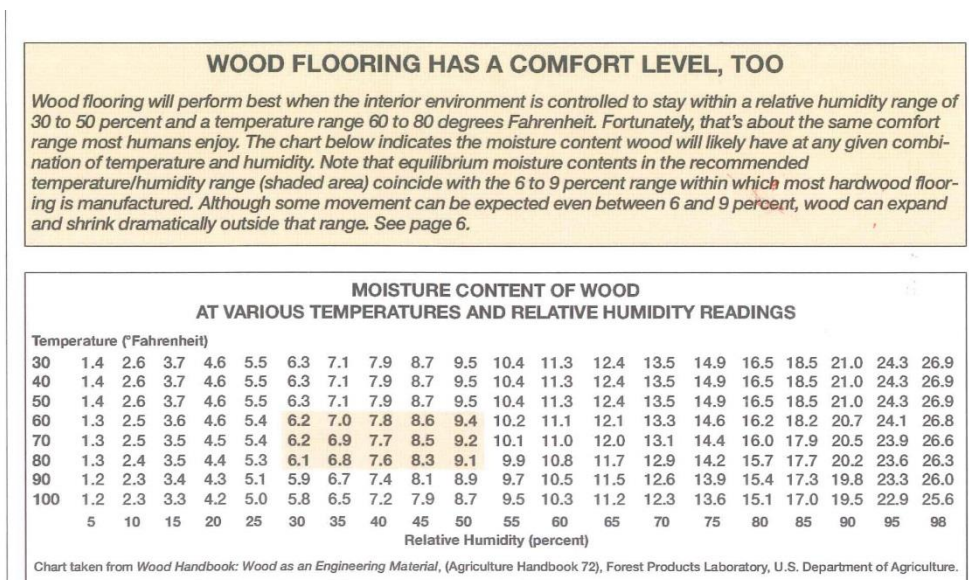 WOOD FLOORING HAS A COMFORT LEVEL, TOO
Wood flooring will perform best when the interior environment is controlled to stay within a relative humidity range of
30 to 50 percent and a temperature range 60 to 80 degrees Fahrenheit. Fortunately, that's about the same comfort
range most humans enjoy. The chart below indicates the moisture content wood will likely have at any given combi-
nation of temperature and humidity. Note that equilibrium moisture contents in the recommended
temperature/humidity range (shaded area) coincide with the 6 to 9 percent range within which most hardwood floor-
ing is manufactured. Although some movement can be expected even between 6 and 9 percent, wood can expand
and shrink dramatically outside that range. See page 6.
MOISTURE CONTENT OF WOOD
AT VARIOUS TEMPERATURES AND RELATIVE HUMIDITY READINGS
Temperature (°Fahrenheit)
30 1.4 2.6 3.7 4.6 5.5 6.3 7.1 7.9 8.7 9.5 10.4 11.3 12.4 13.5 14.9 16.5 18.5 21.0 24.3 26.9
40 1.4 2.6 3.7 4.6 5.5 6.3 7.1 7.9 8.7 9.5 10.4 11.3 12.4 13.5 14.9 16.5 18.5 21.0 24.3 26.9
50 1.4 2.6 3.7 4.6 5.5 6.3 7.1 7.9 8.7 9.5 10.4 11.3 12.4 13.5 14.9 16.5 18.5 21.0 24.3 26.9
60 1.3 2.5 3.6 4.6 5.4 6.2 7.0 7.8 8.6 9.4 10.2 11.1 12.1 13.3 14.6 16.2 18.2 20.7 24.1 26.8
70 1.3 2.5 3.5 4.5 5.4 6.2 6.9 7.7 8.5 9.2 10.1 11.0 12.0 13.1 14.4 16.0 17.9 20.5 23.9 26.6
80 1.3 2.4 3.5 4.4 5.3 6.1 6.8 7.6 8.3 9.1 9.9 10.8 11.7 12.9 14.2 15.7 17.7 20.2 23.6 26.3
90 1.2 2.3 3.4 4.3 5.1 5.9 6.7 7.4 8.1 8.9 9.7 10.5 11.5 12.6 13.9 15.4 17.3 19.8 23.3 26.0
100 1.2 2.3 3.3 4.2 5.0 5.8 6.5 7.2 7.9 8.7 9.5 10.3 11.2 12.3 13.6 15.1 17.0 19.5 22.9 25.6
5 10 15 20 25 30 35 40 45 50 55 60 65 70 75 80 85 90 95 98
Relative Humidity (percent)
Chart taken from Wood Handbook: Wood as an Engineering Material, (Agriculture Handbook 72), Forest Products Laboratory, U.S. Department of Agriculture.